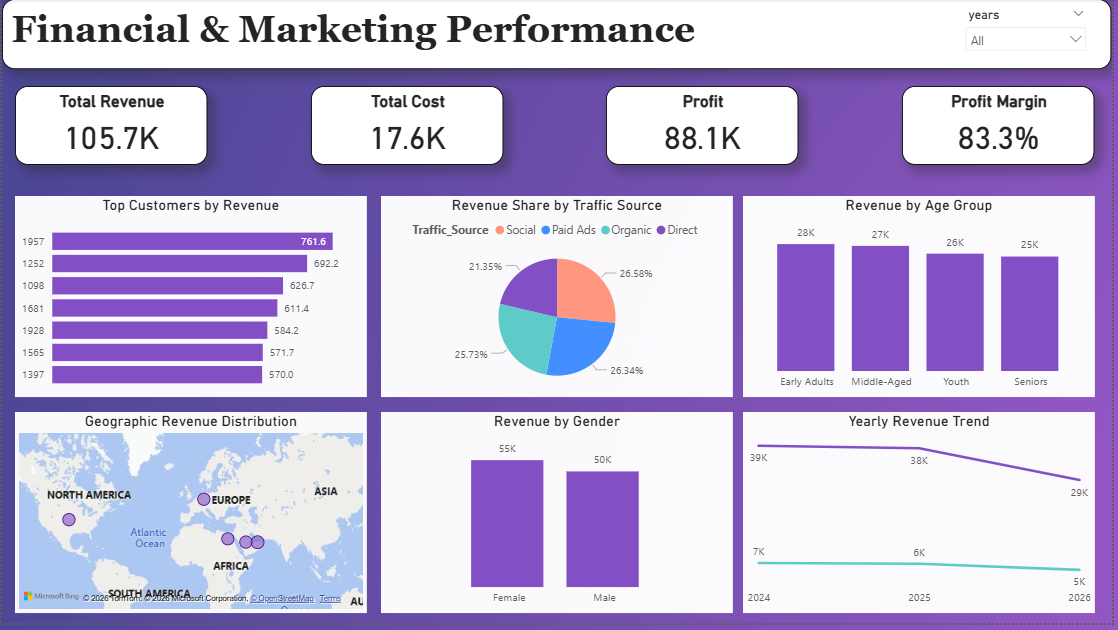 Financial & Marketing Performance
years
All
Total Revenue
105.7K
Total Cost
17.6K
Profit
88.1K
Profit Margin
83.3%
Top Customers by Revenue
1957 761.6
1252 692.2
1098 626.7
1681 611.4
1928 584.2
1565 571.7
1397 570.0
Revenue Share by Traffic Source
Traffic_Source Social Paid Ads Organic Direct
21.35% 26.58%
25.73% 26.34%
Revenue by Age Group
28K 27K 26K 25K
Early Adults Middle-Aged Youth Seniors
Geographic Revenue Distribution
NORTH AMERICA
EUROPE
ASIA
Atlantic
Ocean
AFRICA
SOUTH AMERICA
AU
Microsoft Bing
© 2026 TomTom, © 2026 Microsoft Corporation, © OpenStreetMap Terms
Revenue by Gender
55K 50K
Female Male
Yearly Revenue Trend
39K 38K 29K
7K 6K 5K
2024 2025 2026